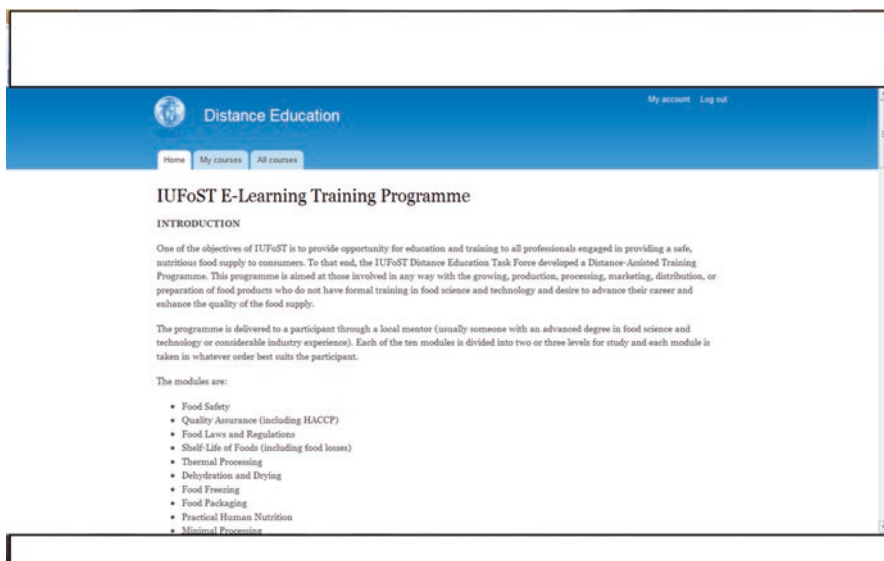 My account Log out
Distance Education
Home My courses All courses
IUFoST E-Learning Training Programme
INTRODUCTION
One of the objectives of IUFoST is to provide opportunity for education and training to all professionals engaged in providing a safe,
nutritious food supply to consumers. To that end, the IUFoST Distance Education Task Force developed a Distance-Assisted Training
Programme. This programme is aimed at those involved in any way with the growing, production, processing, marketing, distribution, or
preparation of food products who do not have formal training in food science and technology and desire to advance their career and
enhance the quality of the food supply.
The programme is delivered to a participant through a local mentor (usually someone with an advanced degree in food science and
technology or considerable industry experience). Each of the ten modules is divided into two or three levels for study and each module is
taken in whatever order best suits the participant.
The modules are:
• Food Safety
• Quality Assurance (including HACCP)
• Food Laws and Regulations
• Shelf-Life of Foods (including food losses)
• Thermal Processing
• Dehydration and Drying
• Food Freezing
• Food Packaging
• Practical Human Nutrition
• Minimal Processing